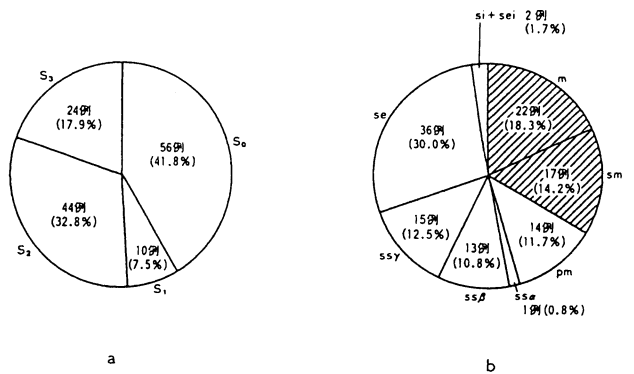 S₀
56例
(41.8%)
S₁
10例
(7.5%)
S₂
44例
(32.8%)
S₃
24例
(17.9%)
a
si + sei 2例
(1.7%)
m
22例
(18.3%)
sm
17例
(14.2%)
pm
14例
(11.7%)
ssα
1例(0.8%)
ssβ
13例
(10.8%)
ssγ
15例
(12.5%)
se
36例
(30.0%)
b